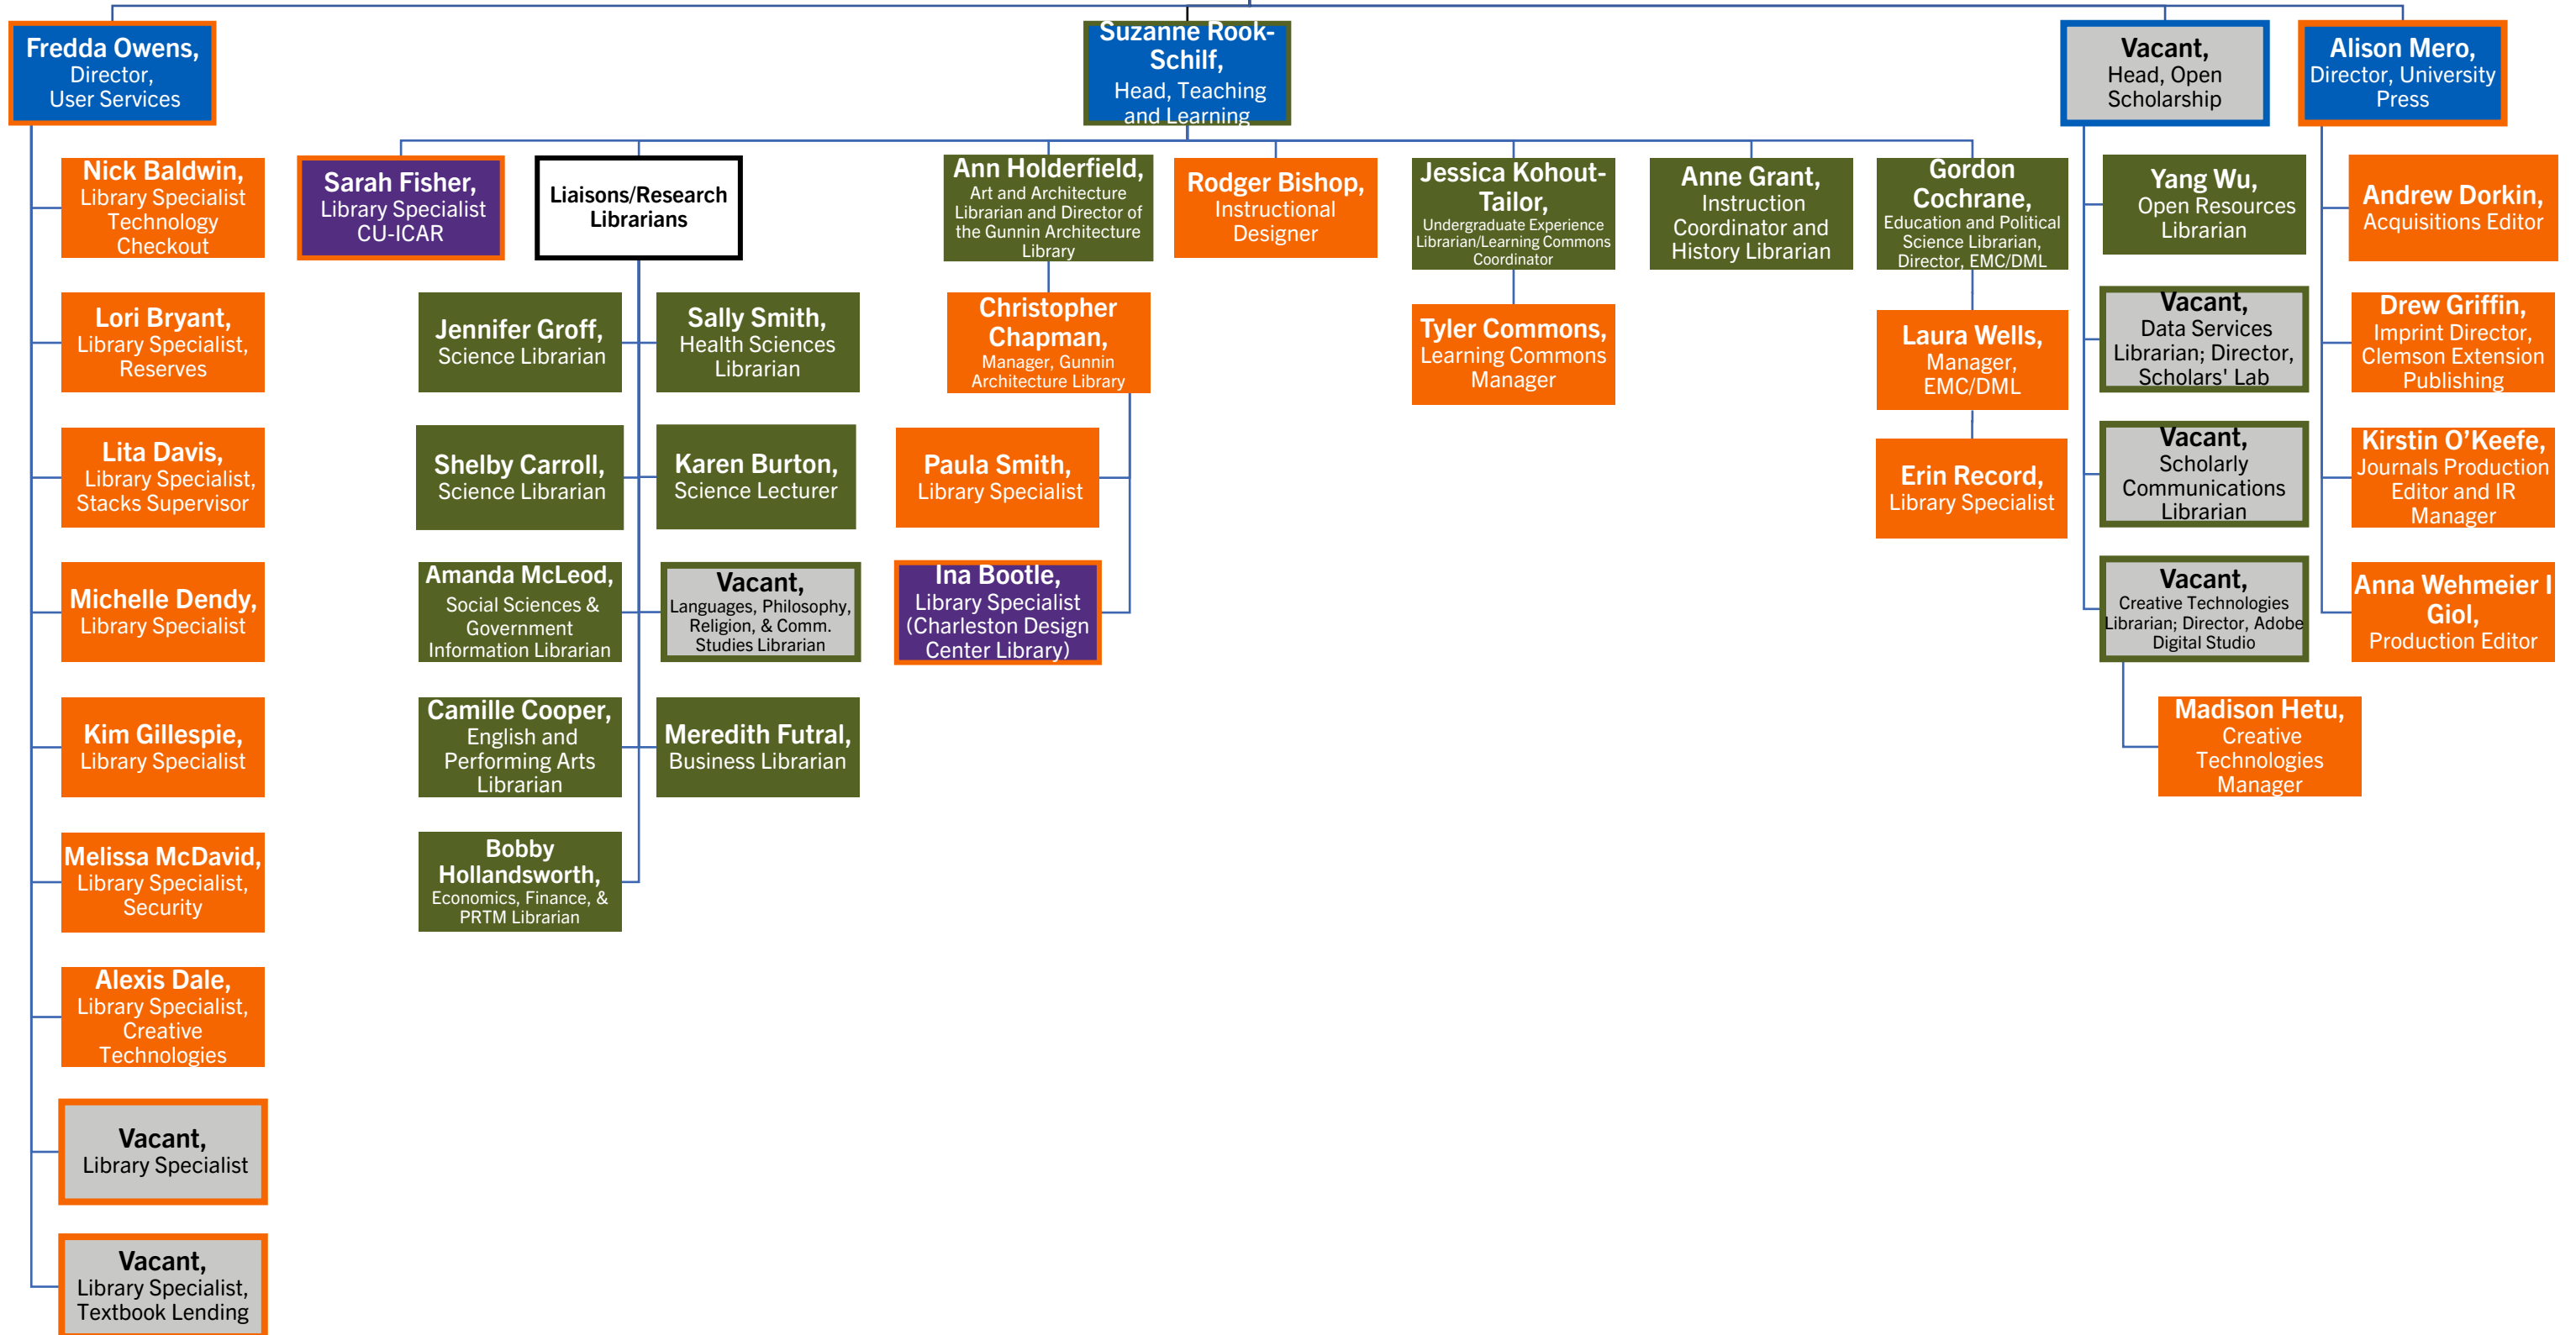 Fredda Owens,
Director,
User Services
Suzanne Rook-
Schilf,
Head, Teaching
and Learning
Vacant,
Head, Open
Scholarship
Alison Mero,
Director, University
Press
Nick Baldwin,
Library Specialist
Technology
Checkout
Lori Bryant,
Library Specialist,
Reserves
Lita Davis,
Library Specialist,
Stacks Supervisor
Michelle Dendy,
Library Specialist
Kim Gillespie,
Library Specialist
Melissa McDavid,
Library Specialist,
Security
Alexis Dale,
Library Specialist,
Creative
Technologies
Vacant,
Library Specialist
Vacant,
Library Specialist,
Textbook Lending
Sarah Fisher,
Library Specialist
CU-ICAR
Liaisons/Research
Librarians
Jennifer Groff,
Science Librarian
Sally Smith,
Health Sciences
Librarian
Shelby Carroll,
Science Librarian
Karen Burton,
Science Lecturer
Amanda McLeod,
Social Sciences &
Government
Information Librarian
Vacant,
Languages, Philosophy,
Religion, & Comm.
Studies Librarian
Camille Cooper,
English and
Performing Arts
Librarian
Meredith Futral,
Business Librarian
Bobby
Hollandsworth,
Economics, Finance, &
PRTM Librarian
Ann Holderfield,
Art and Architecture
Librarian and Director of
the Gunnin Architecture
Library
Christopher
Chapman,
Manager, Gunnin
Architecture Library
Paula Smith,
Library Specialist
Ina Bootle,
Library Specialist
(Charleston Design
Center Library)
Rodger Bishop,
Instructional
Designer
Jessica Kohout-
Tailor,
Undergraduate Experience
Librarian/Learning Commons
Coordinator
Tyler Commons,
Learning Commons
Manager
Anne Grant,
Instruction
Coordinator and
History Librarian
Gordon
Cochrane,
Education and Political
Science Librarian,
Director, EMC/DML
Laura Wells,
Manager,
EMC/DML
Erin Record,
Library Specialist
Yang Wu,
Open Resources
Librarian
Vacant,
Data Services
Librarian; Director,
Scholars' Lab
Vacant,
Scholarly
Communications
Librarian
Vacant,
Creative Technologies
Librarian; Director, Adobe
Digital Studio
Madison Hetu,
Creative
Technologies
Manager
Andrew Dorkin,
Acquisitions Editor
Drew Griffin,
Imprint Director,
Clemson Extension
Publishing
Kirstin O’Keefe,
Journals Production
Editor and IR
Manager
Anna Wehmeier I
Giol,
Production Editor